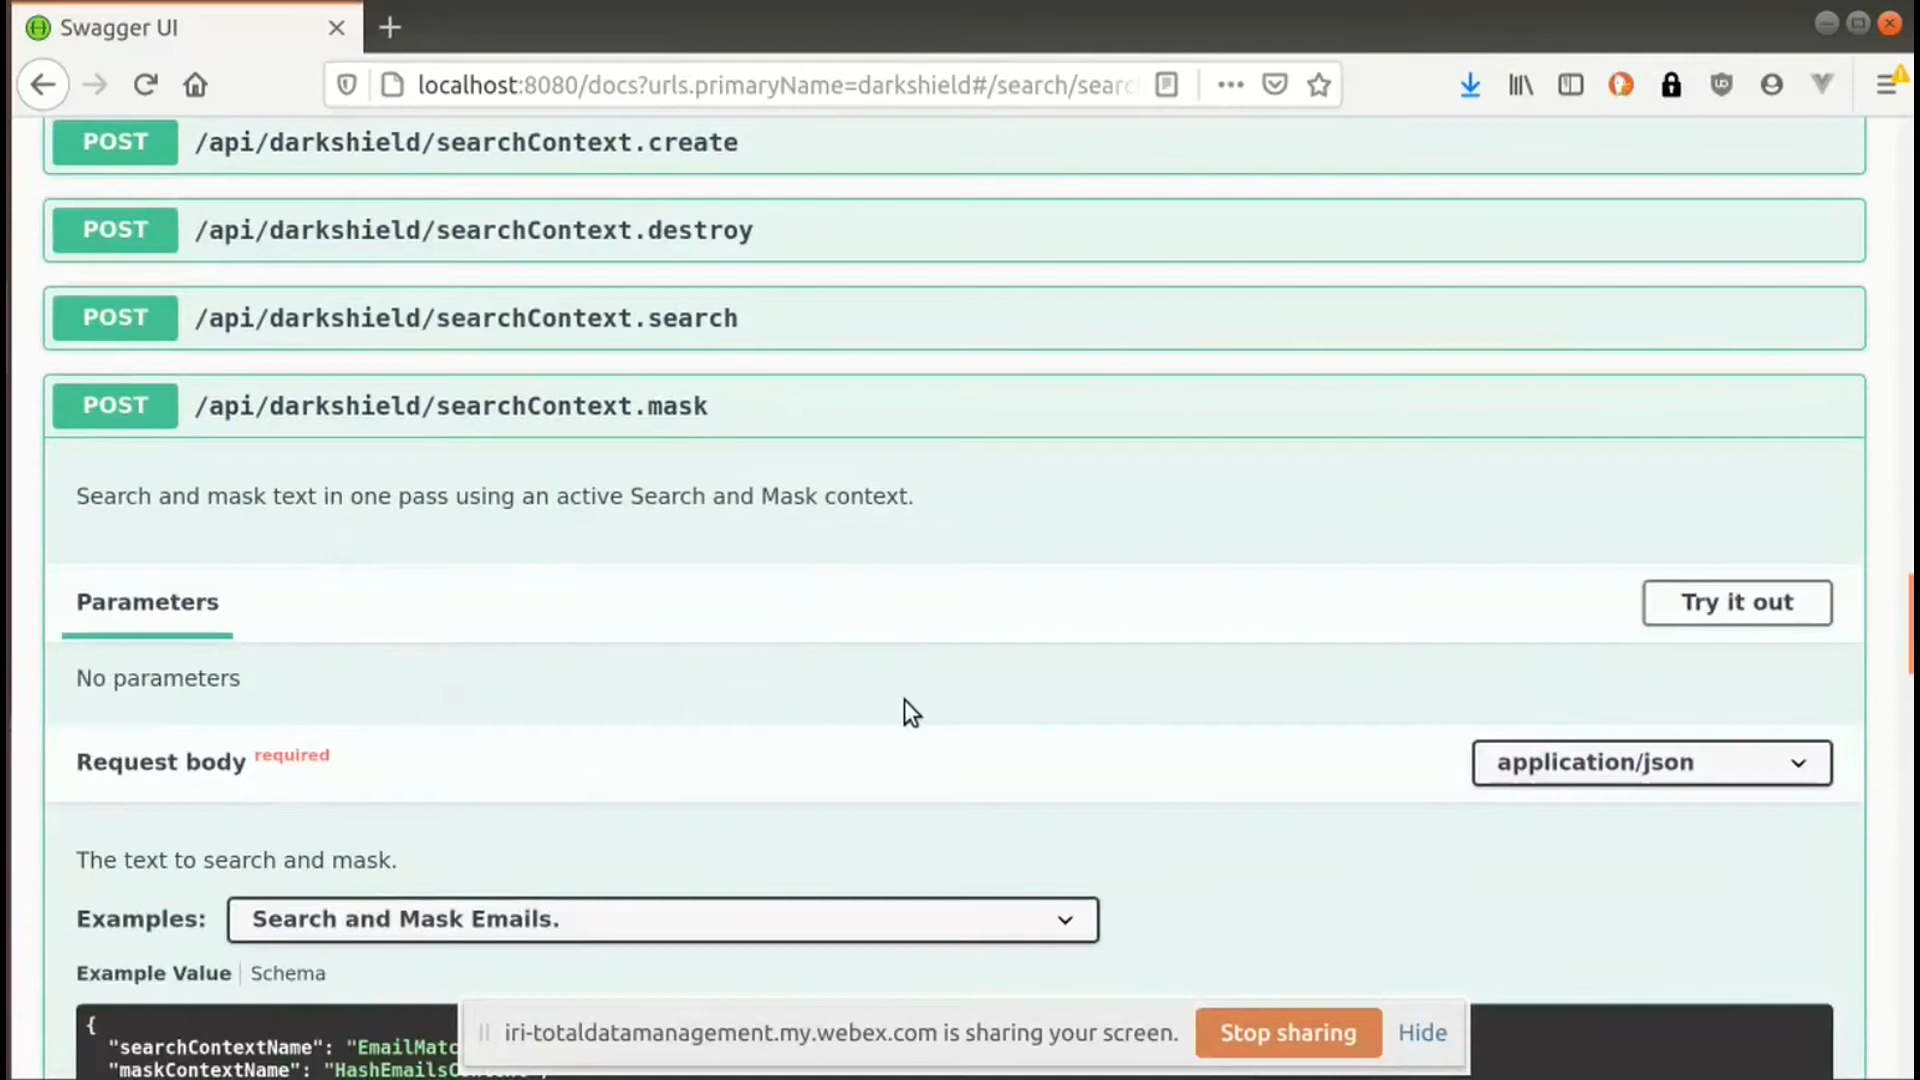 Swagger UI
localhost:8080/docs?urls.primaryName=darkshield#/search/searc
POST /api/darkshield/searchContext.create
POST /api/darkshield/searchContext.destroy
POST /api/darkshield/searchContext.search
POST /api/darkshield/searchContext.mask
Search and mask text in one pass using an active Search and Mask context.
Parameters
Try it out
No parameters
Request body required
application/json
The text to search and mask.
Examples: Search and Mask Emails.
Example Value | Schema
{
"searchContextName": "EmailMatc
"maskContextName": "HashEmailsC
iri-totaldatamanagement.my.webex.com is sharing your screen. Stop sharing Hide